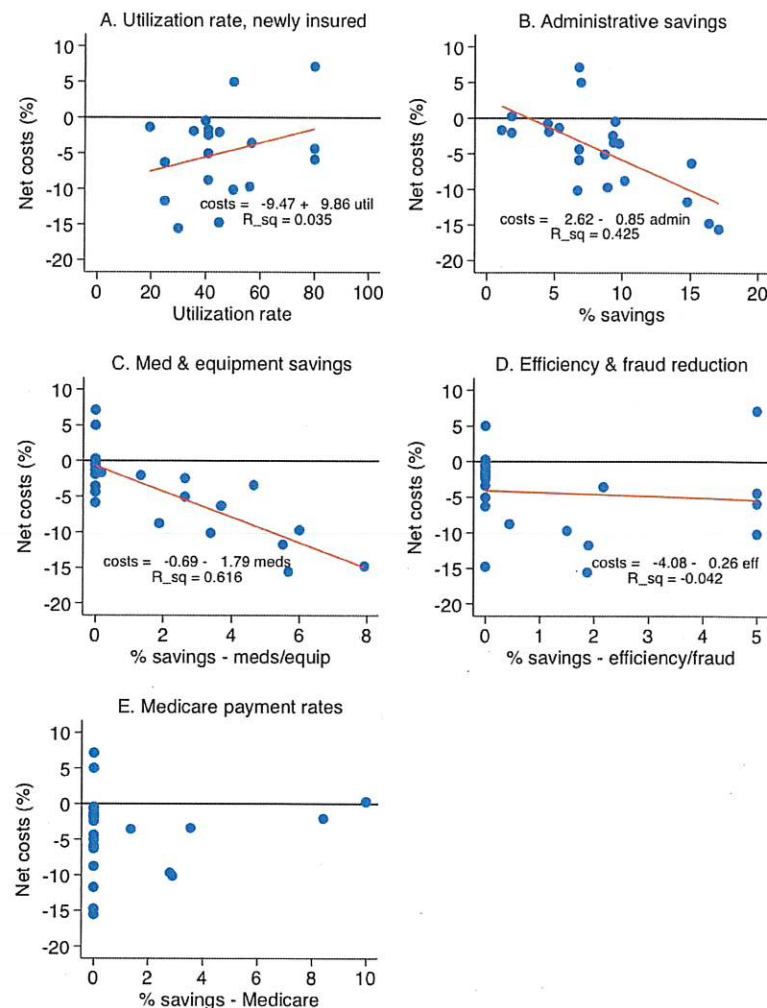 A. Utilization rate, newly insured
10
5
0
-5
-10
-15
-20
Net costs (%)
costs = -9.47 + 9.86 util
R_sq = 0.035
0 20 40 60 80 100
Utilization rate
B. Administrative savings
10
5
0
-5
-10
-15
-20
Net costs (%)
costs = 2.62 - 0.85 admin
R_sq = 0.425
0 5 10 15 20
% savings
C. Med & equipment savings
10
5
0
-5
-10
-15
-20
Net costs (%)
costs = -0.69 - 1.79 meds
R_sq = 0.616
0 2 4 6 8
% savings - meds/equip
D. Efficiency & fraud reduction
10
5
0
-5
-10
-15
-20
Net costs (%)
costs = -4.08 - 0.26 eff
R_sq = -0.042
0 1 2 3 4 5
% savings - efficiency/fraud
E. Medicare payment rates
10
5
0
-5
-10
-15
-20
Net costs (%)
0 2 4 6 8 10
% savings - Medicare